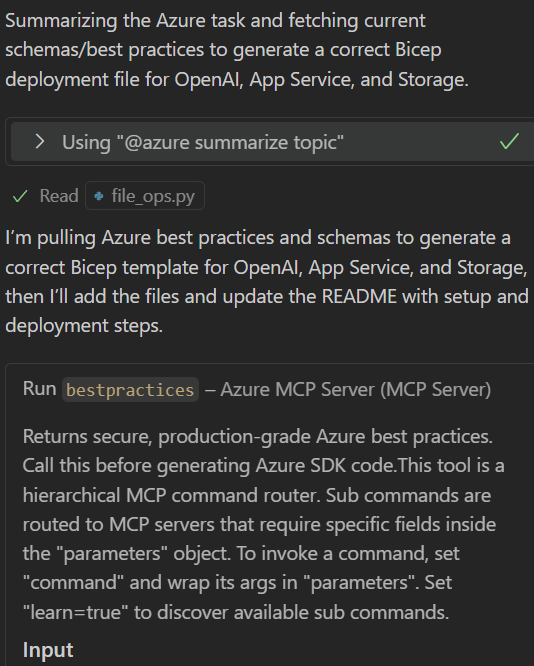 Summarizing the Azure task and fetching current
schemas/best practices to generate a correct Bicep
deployment file for OpenAI, App Service, and Storage.
Using "@azure summarize topic"
Read file_ops.py
I'm pulling Azure best practices and schemas to generate a
correct Bicep template for OpenAI, App Service, and Storage,
then I'll add the files and update the README with setup and
deployment steps.
Run bestpractices – Azure MCP Server (MCP Server)
Returns secure, production-grade Azure best practices.
Call this before generating Azure SDK code.This tool is a
hierarchical MCP command router. Sub commands are
routed to MCP servers that require specific fields inside
the "parameters" object. To invoke a command, set
"command" and wrap its args in "parameters". Set
"learn=true" to discover available sub commands.
Input